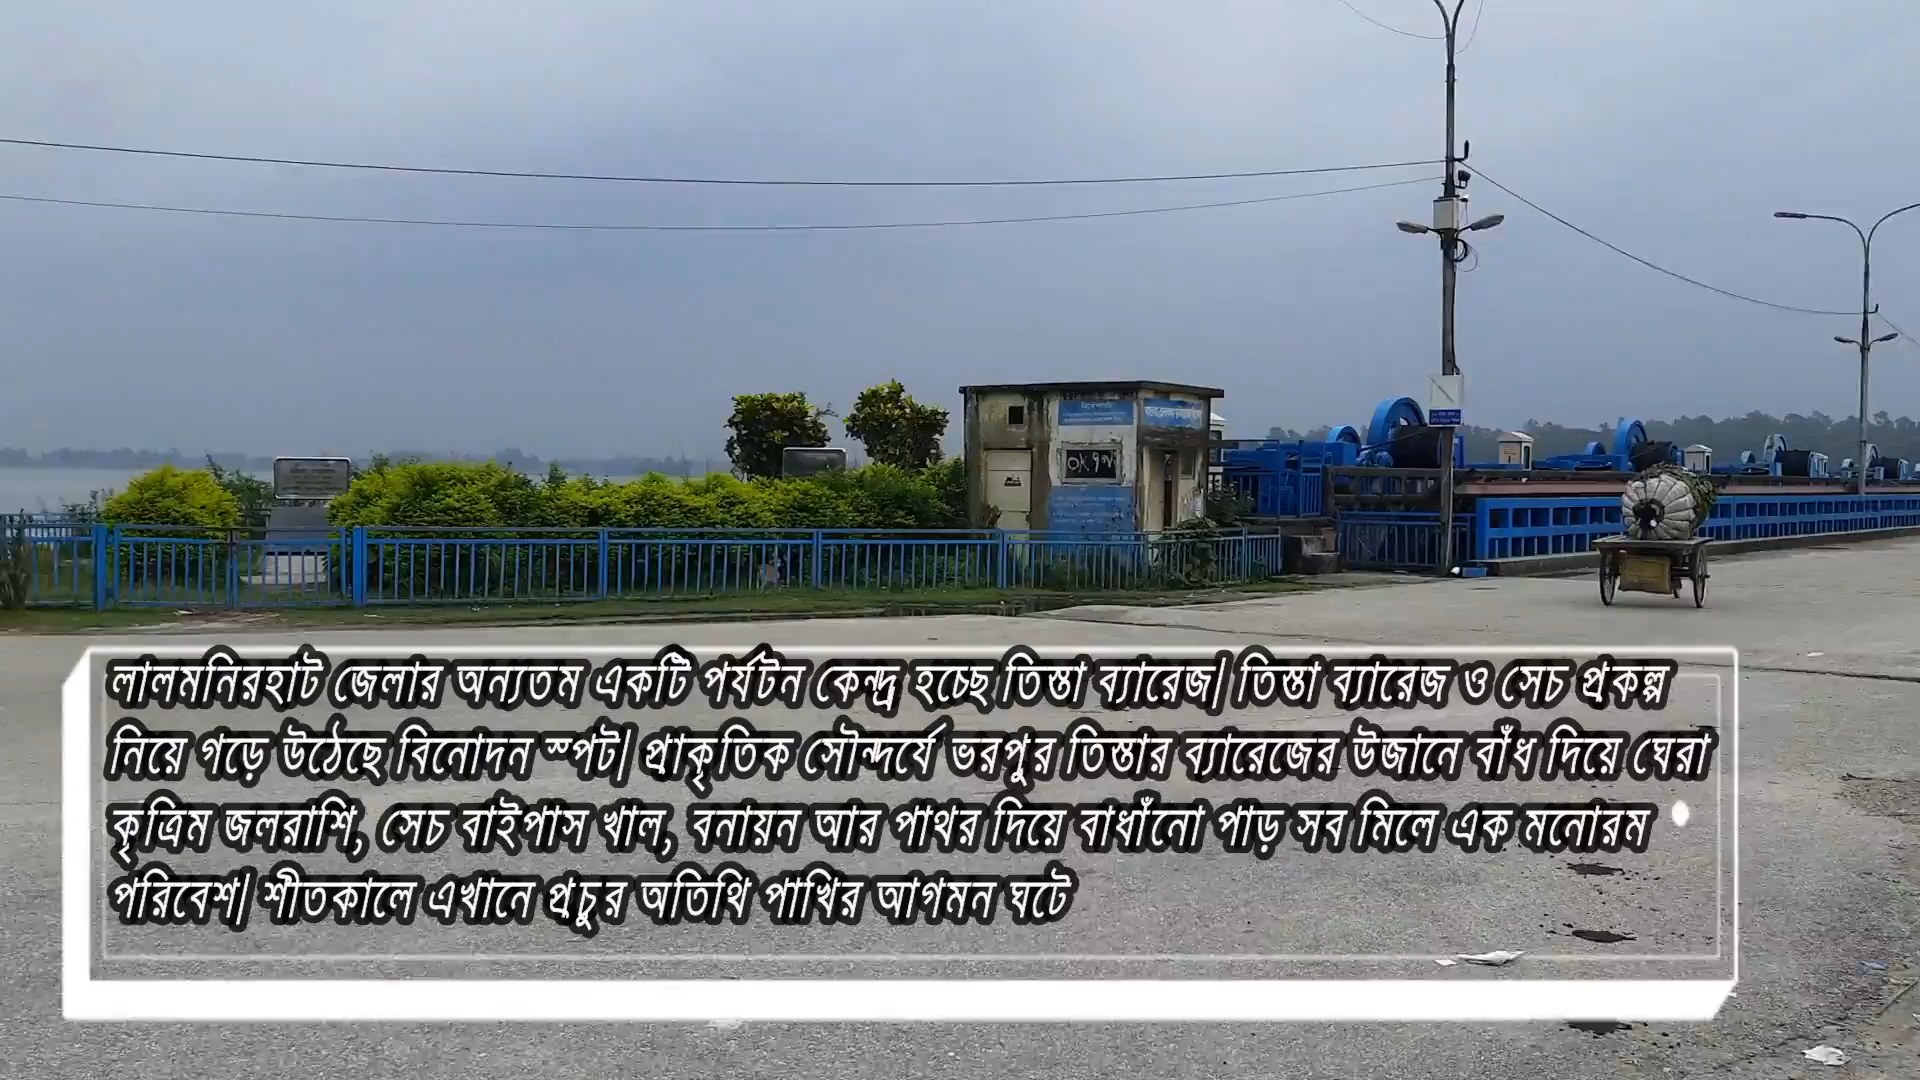 লালমনিরহাট জেলার অন্যতম একটি পর্যটন কেন্দ্র হচ্ছে তিস্তা ব্যারেজ| তিস্তা ব্যারেজ ও সেচ প্রকল্প
নিয়ে গড়ে উঠেছে বিনোদন স্পট| প্রাকৃতিক সৌন্দর্যে ভরপুর তিস্তার ব্যারেজের উজানে বাঁধ দিয়ে ঘেরা
কৃত্রিম জলরাশি, সেচ বাইপাস খাল, বনায়ন আর পাথর দিয়ে বাধাঁনো পাড় সব মিলে এক মনোরম
পরিবেশ| শীতকালে এখানে প্রচুর অতিথি পাখির আগমন ঘটে